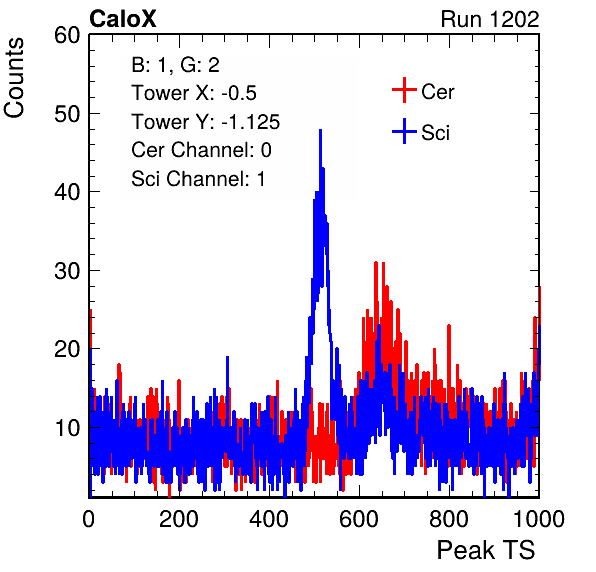 CaloX Run 1202
Counts
60
50
40
30
20
10
B: 1, G: 2
Tower X: -0.5
Tower Y: -1.125
Cer Channel: 0
Sci Channel: 1
Cer
Sci
0 200 400 600 800 1000
Peak TS